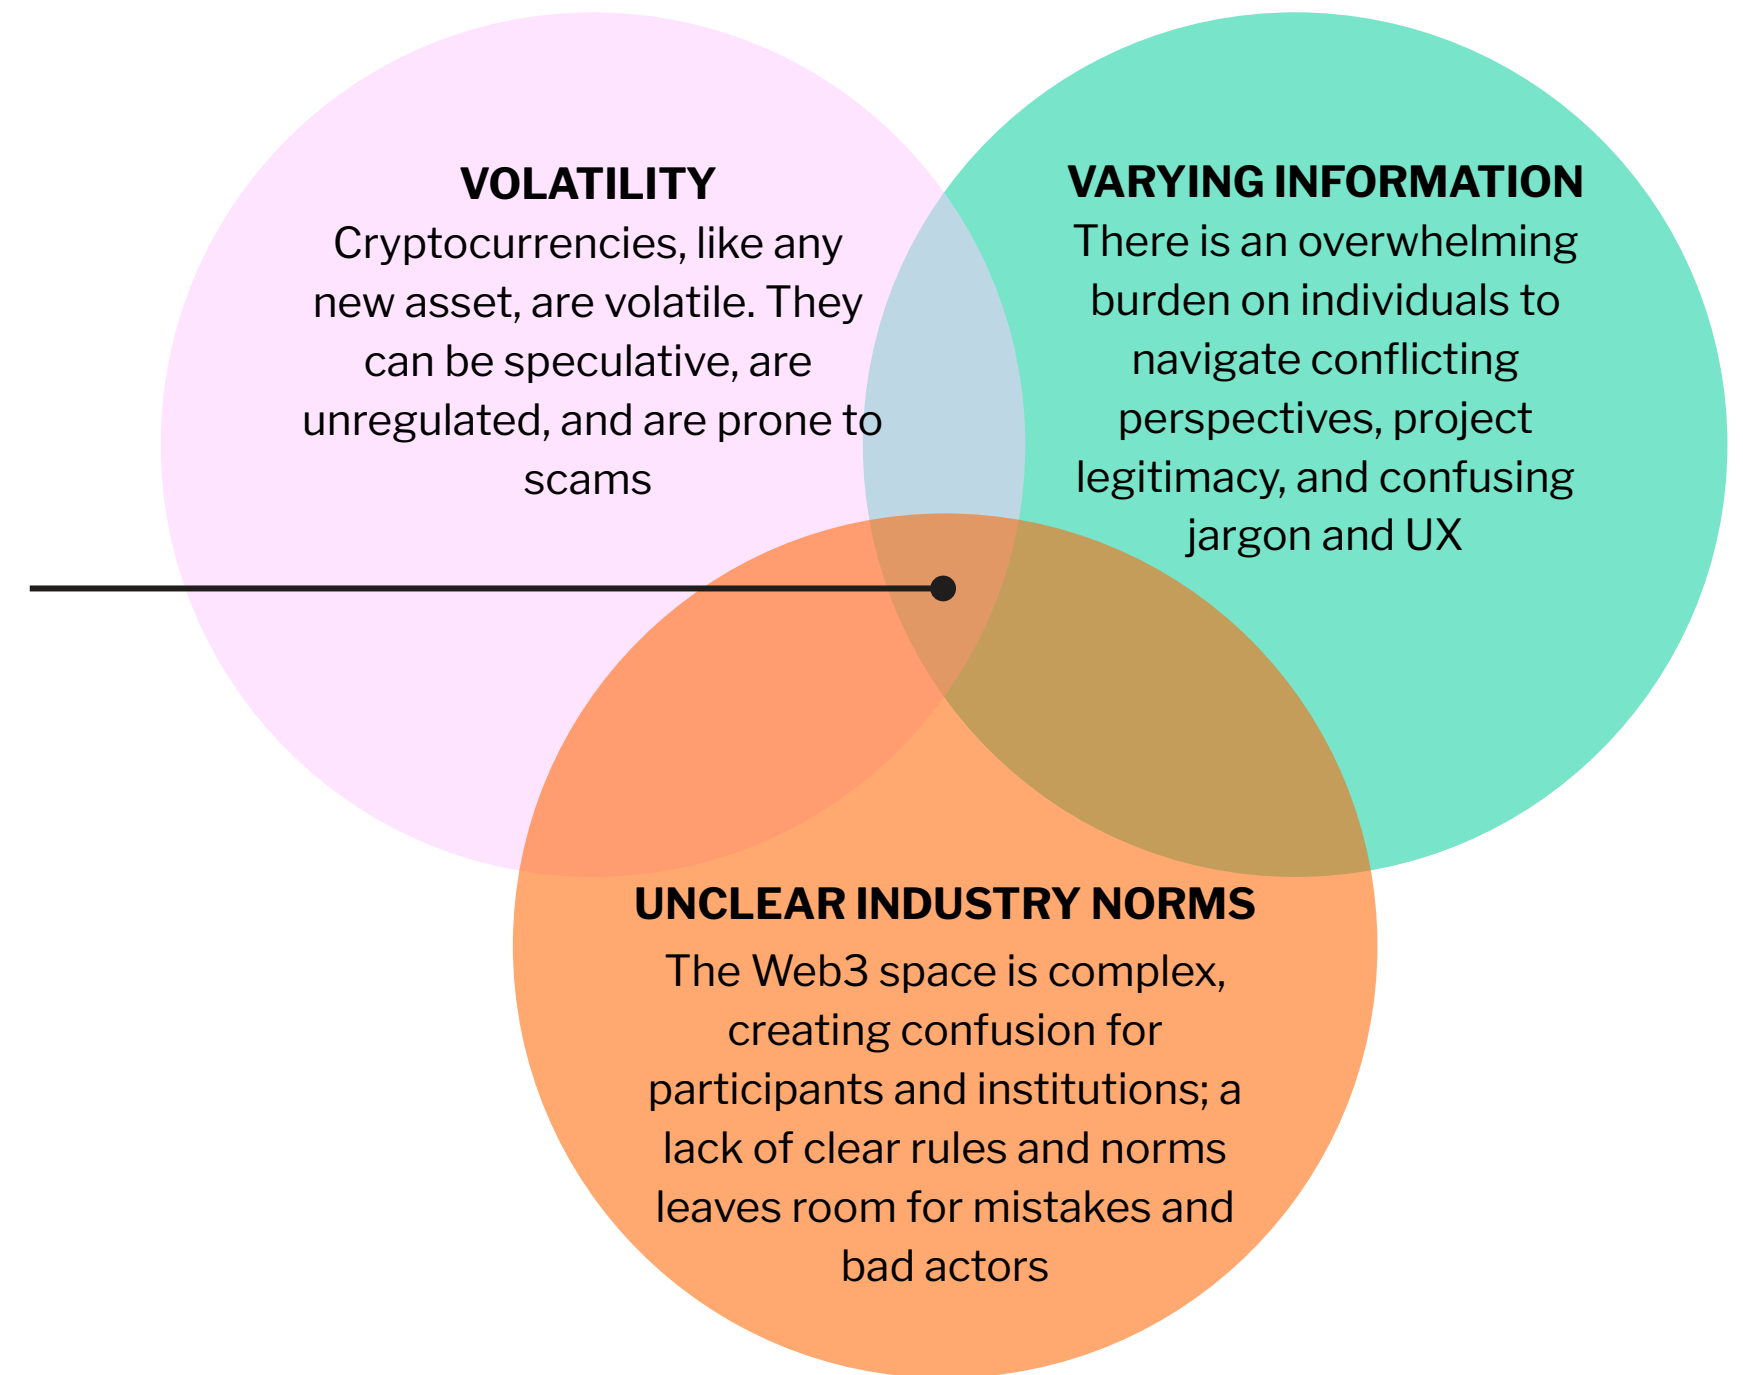 VOLATILITY
Cryptocurrencies, like any
new asset, are volatile. They
can be speculative, are
unregulated, and are prone to
scams
VARYING INFORMATION
There is an overwhelming
burden on individuals to
navigate conflicting
perspectives, project
legitimacy, and confusing
jargon and UX
UNCLEAR INDUSTRY NORMS
The Web3 space is complex,
creating confusion for
participants and institutions; a
lack of clear rules and norms
leaves room for mistakes and
bad actors